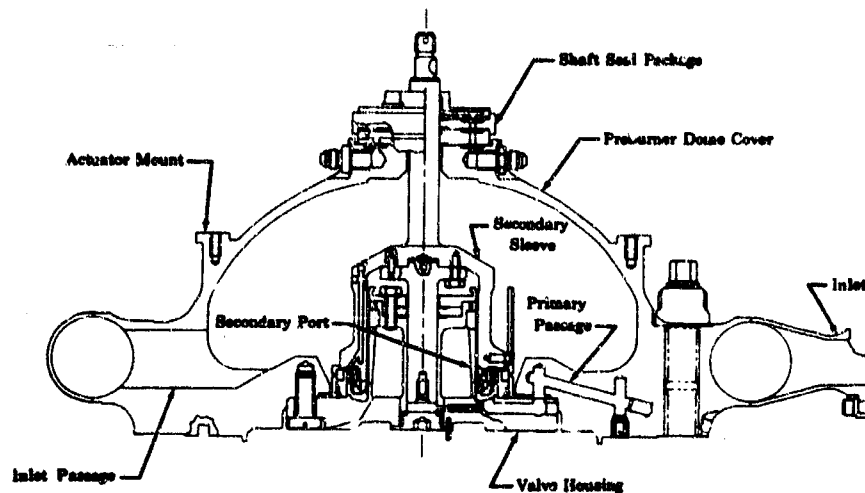 Shaft Seal Package
Preburner Dome Cover
Actuator Mount
Secondary
Sleeve
Inlet
Primary
Passage
Secondary Port
Inlet Passage
Valve Housing